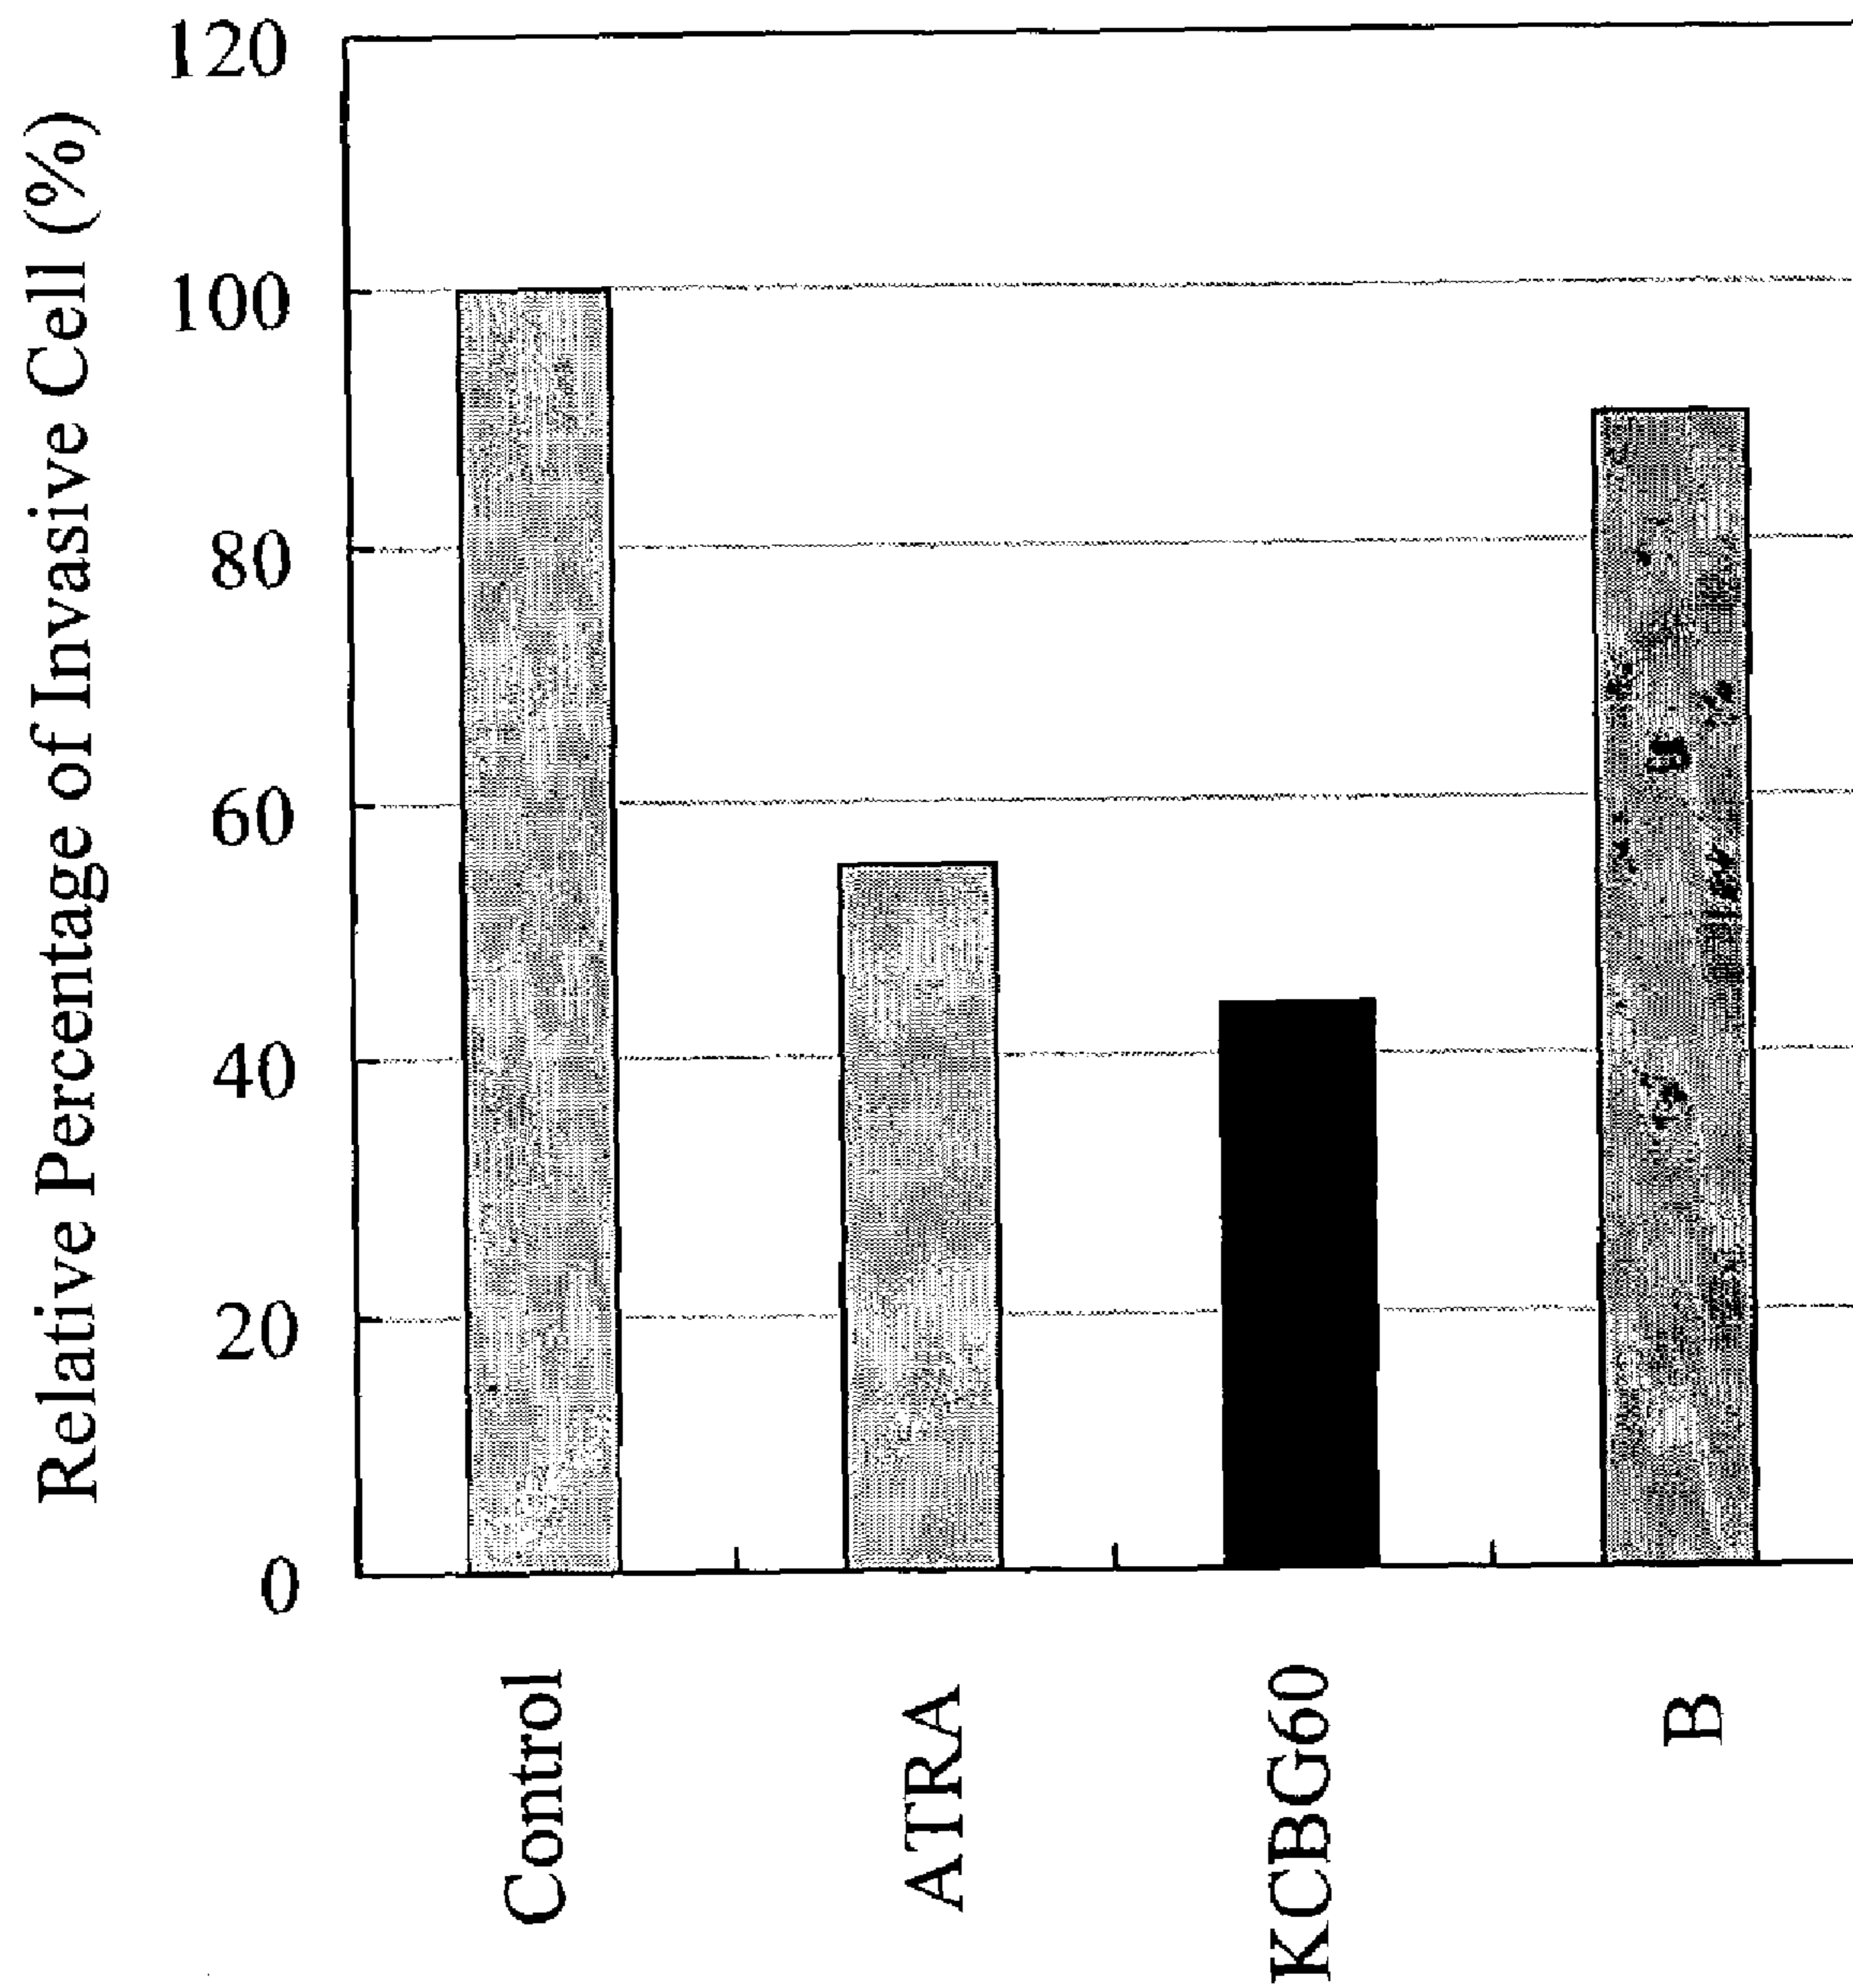 Relative Percentage of Invasive Cell (%)
120
100
80
60
40
20
0
Control
ATRA
KCBG60
B